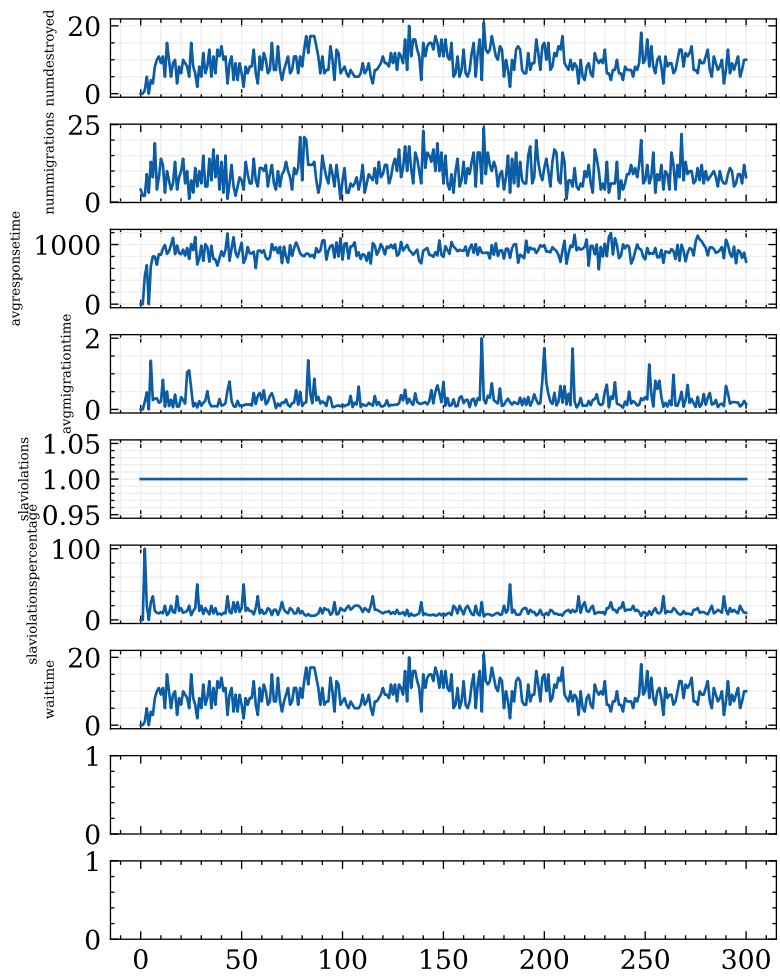 numdestroyed
20
0
nummigrations
25
0
avgresponsetime
1000
0
avgmigrationtime
2
0
slaviolations
1.05
1.00
0.95
slaviolationspercentage
100
0
waittime
20
0
1
0
1
0
0 50 100 150 200 250 300